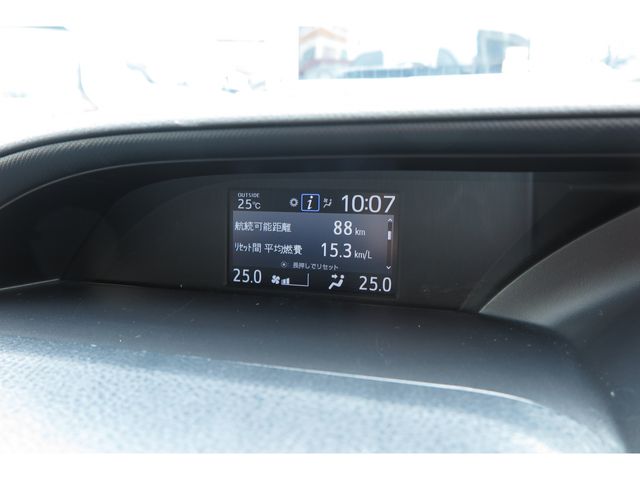 OUTSIDE
25℃ i 10:07
航続可能距離 88 km
リセット間 平均燃費 15.3 km/L
長押しでリセット
25.0 25.0